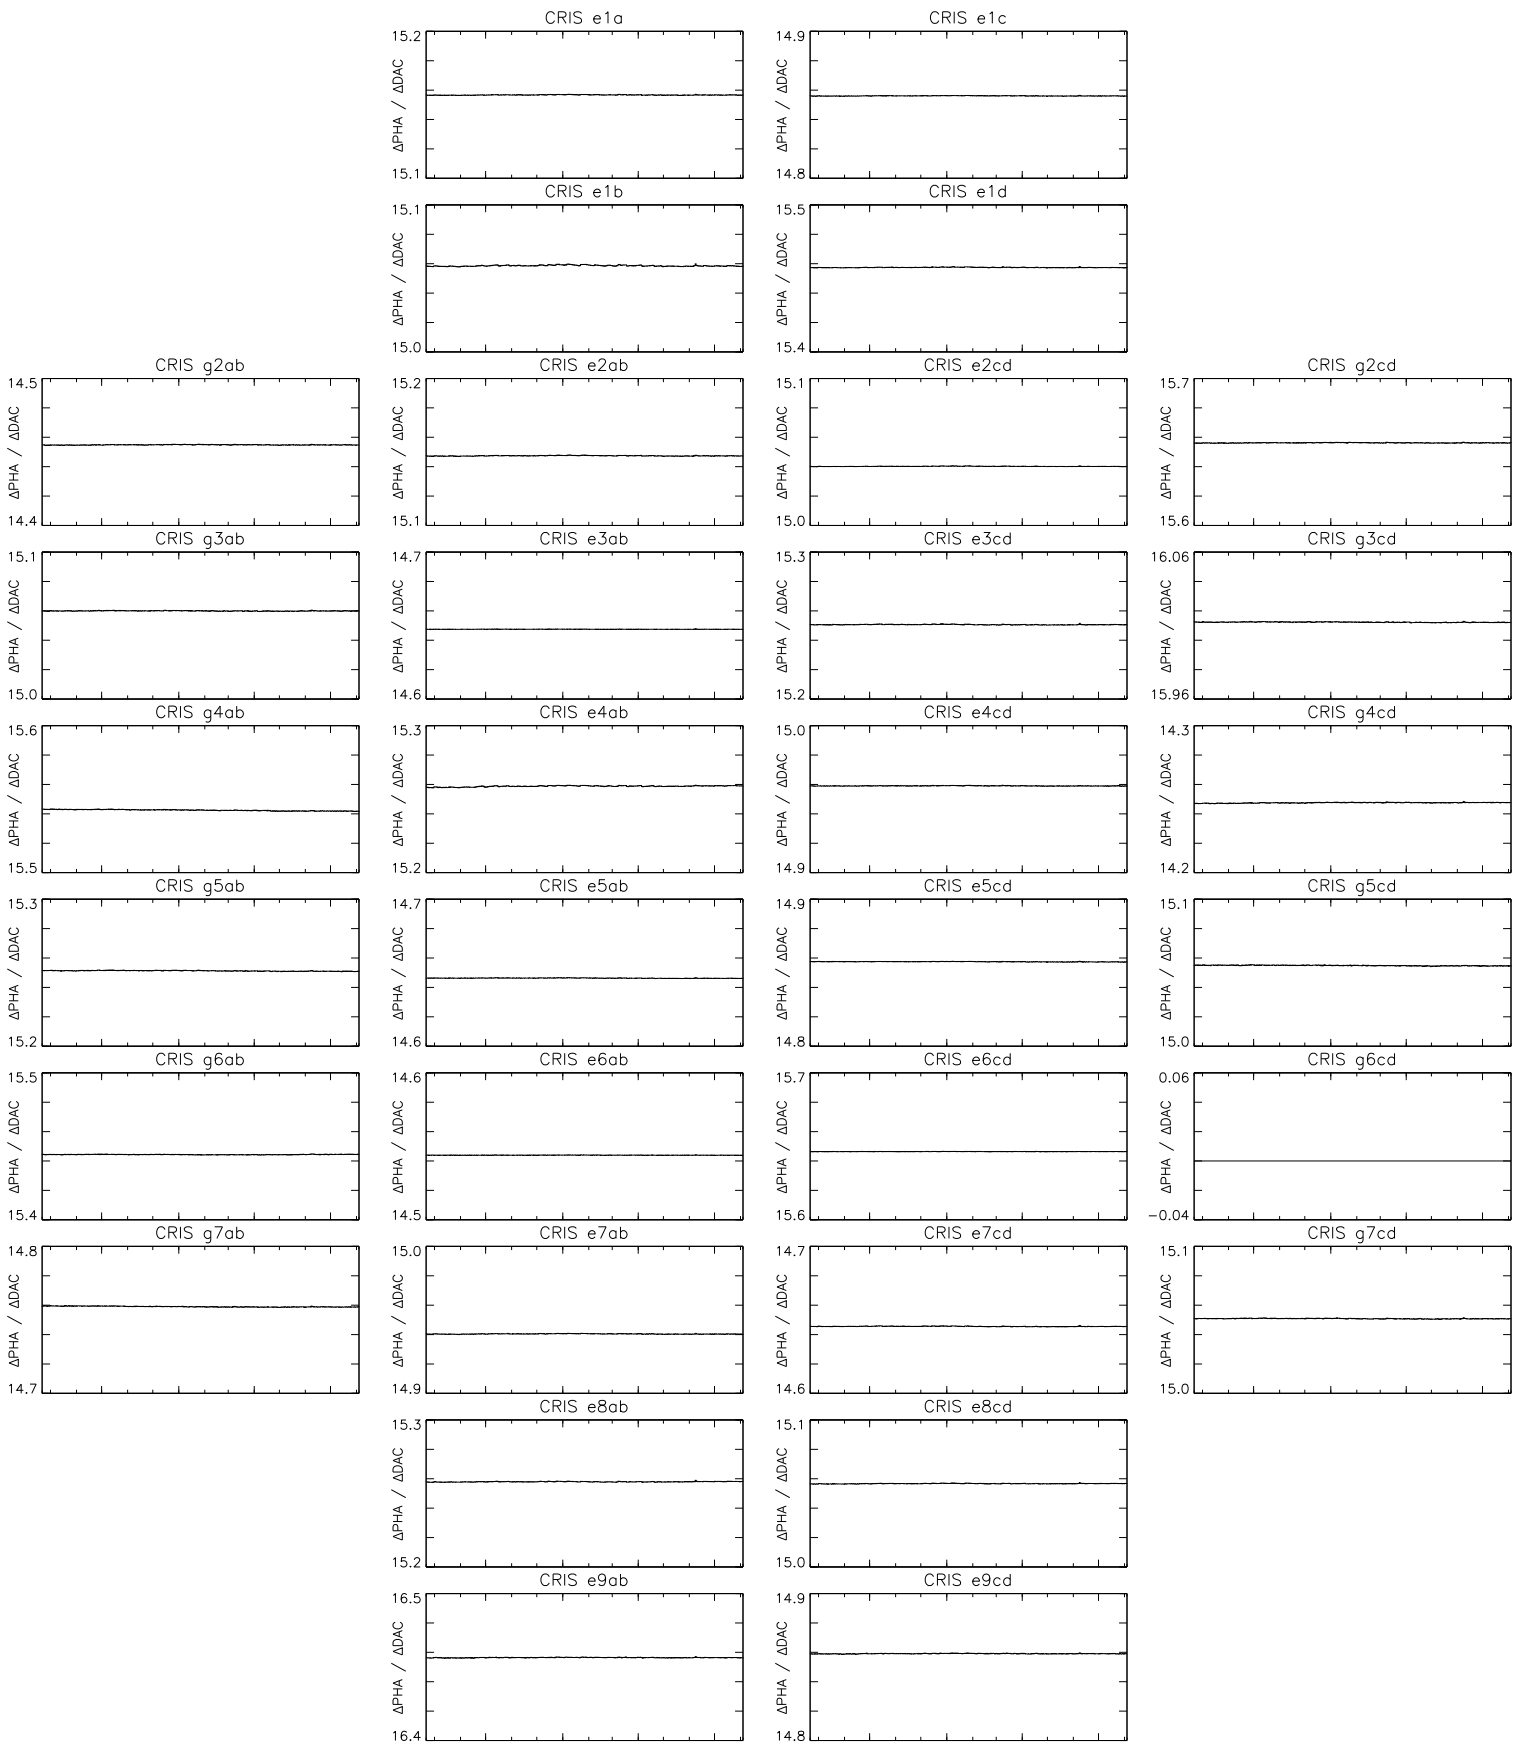 CRIS e1a
CRIS e1c
15.2
ΔPHA / ΔDAC
15.1
14.9
ΔPHA / ΔDAC
14.8
CRIS e1b
CRIS e1d
15.1
ΔPHA / ΔDAC
15.0
15.5
ΔPHA / ΔDAC
15.4
CRIS g2ab
CRIS e2ab
CRIS e2cd
CRIS g2cd
14.5
ΔPHA / ΔDAC
14.4
15.2
ΔPHA / ΔDAC
15.1
15.1
ΔPHA / ΔDAC
15.0
15.7
ΔPHA / ΔDAC
15.6
CRIS g3ab
CRIS e3ab
CRIS e3cd
CRIS g3cd
15.1
ΔPHA / ΔDAC
15.0
14.7
ΔPHA / ΔDAC
14.6
15.3
ΔPHA / ΔDAC
15.2
16.06
ΔPHA / ΔDAC
15.96
CRIS g4ab
CRIS e4ab
CRIS e4cd
CRIS g4cd
15.6
ΔPHA / ΔDAC
15.5
15.3
ΔPHA / ΔDAC
15.2
15.0
ΔPHA / ΔDAC
14.9
14.3
ΔPHA / ΔDAC
14.2
CRIS g5ab
CRIS e5ab
CRIS e5cd
CRIS g5cd
15.3
ΔPHA / ΔDAC
15.2
14.7
ΔPHA / ΔDAC
14.6
14.9
ΔPHA / ΔDAC
14.8
15.1
ΔPHA / ΔDAC
15.0
CRIS g6ab
CRIS e6ab
CRIS e6cd
CRIS g6cd
15.5
ΔPHA / ΔDAC
15.4
14.6
ΔPHA / ΔDAC
14.5
15.7
ΔPHA / ΔDAC
15.6
0.06
ΔPHA / ΔDAC
−0.04
CRIS g7ab
CRIS e7ab
CRIS e7cd
CRIS g7cd
14.8
ΔPHA / ΔDAC
14.7
15.0
ΔPHA / ΔDAC
14.9
14.7
ΔPHA / ΔDAC
14.6
15.1
ΔPHA / ΔDAC
15.0
CRIS e8ab
CRIS e8cd
15.3
ΔPHA / ΔDAC
15.2
15.1
ΔPHA / ΔDAC
15.0
CRIS e9ab
CRIS e9cd
16.5
ΔPHA / ΔDAC
16.4
14.9
ΔPHA / ΔDAC
14.8